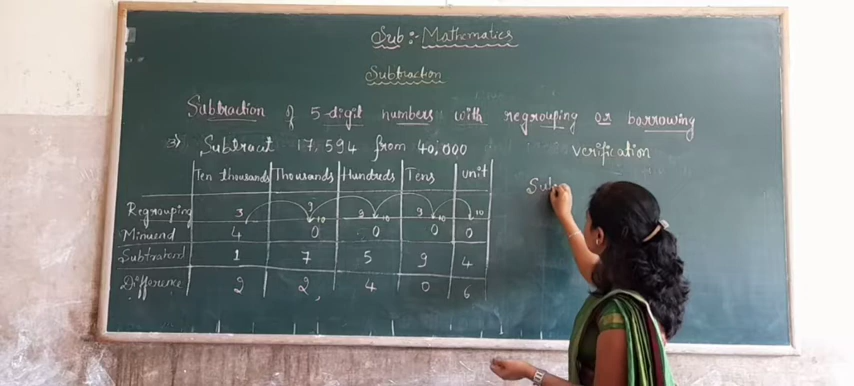 Sub:- Mathematics
Subtraction
Subtraction of 5-digit numbers with regrouping or borrowing
Subtract 17,594 from 40,000 verification
Ten thousands Thousands Hundreds Tens unit
Regrouping 3 9 10 9 10 9 10 10
Minuend 4 0 0 0 0
Subtrahend 1 7 5 9 4
Difference 2 2 4 0 6
Sub